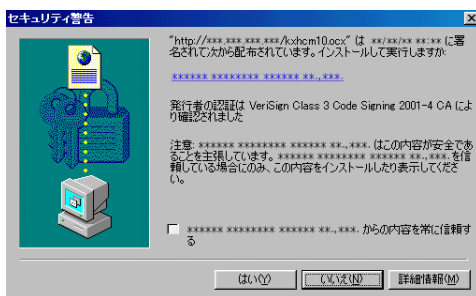 セキュリティ警告
"http://***.***.***.***/kxhcm10.ocx" は **/**/** **:** に署
名されて次から配布されています。インストールして実行しますか
****** ******** ****** **.,***.
発行者の認証は VeriSign Class 3 Code Signing 2001-4 CA によ
り確認されました
注意: ****** ******** ****** **.,***. はこの内容が安全であ
ることを主張しています。 ****** ******** ****** **.,***. を信
頼している場合にのみ、この内容をインストールしたり表示してくださ
い。
****** ******** ****** **.,***. からの内容を常に信頼す
る
はい(Y) いいえ(N) 詳細情報(M)